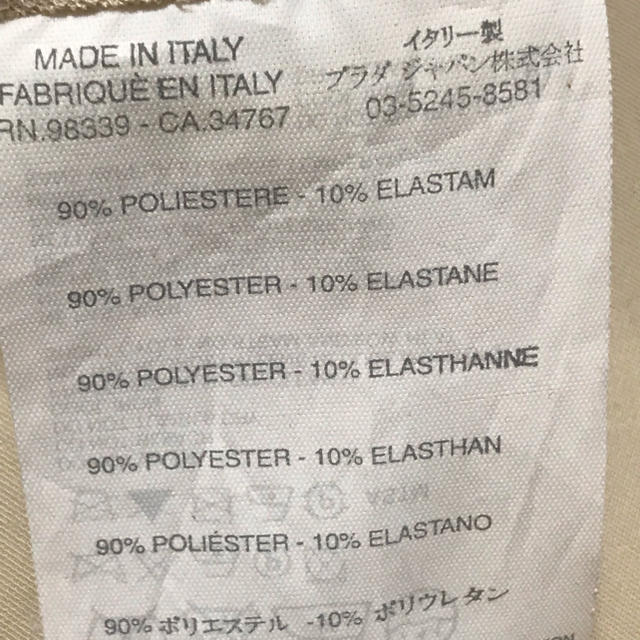 MADE IN ITALY
FABRIQUÈ EN ITALY
RN.98339 - CA.34767
イタリー製
プラダ ジャパン株式会社
03-5245-8581
90% POLIESTERE - 10% ELASTAM
90% POLYESTER - 10% ELASTANE
90% POLYESTER - 10% ELASTHANNE
90% POLYESTER - 10% ELASTHAN
90% POLIÉSTER - 10% ELASTANO
90% ポリエステル -10% ポリウレタン